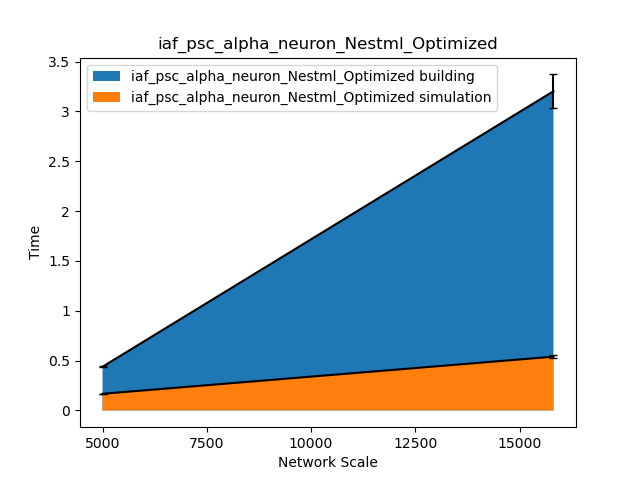 iaf_psc_alpha_neuron_Nestml_Optimized
iaf_psc_alpha_neuron_Nestml_Optimized building
iaf_psc_alpha_neuron_Nestml_Optimized simulation
3.5
3
2.5
2
1.5
1
0.5
0
Time
5000 7500 10000 12500 15000
Network Scale